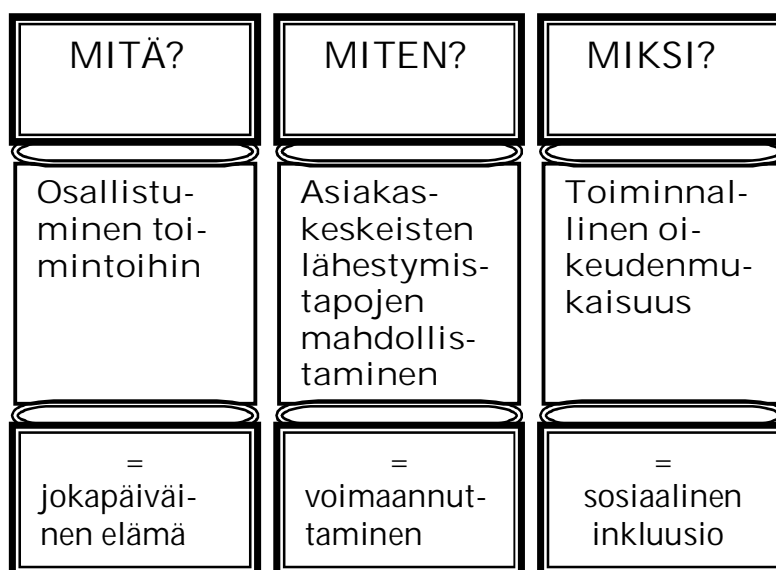 MITÄ?
Osallistu-
minen toi-
mintoihin
=
jokapäiväi-
nen elämä
MITEN?
Asiakas-
keskeisten
lähestymis-
tapojen
mahdollis-
taminen
=
voimaannut-
taminen
MIKSI?
Toiminnal-
linen oi-
keudenmu-
kaisuus
=
sosiaalinen
inkluusio